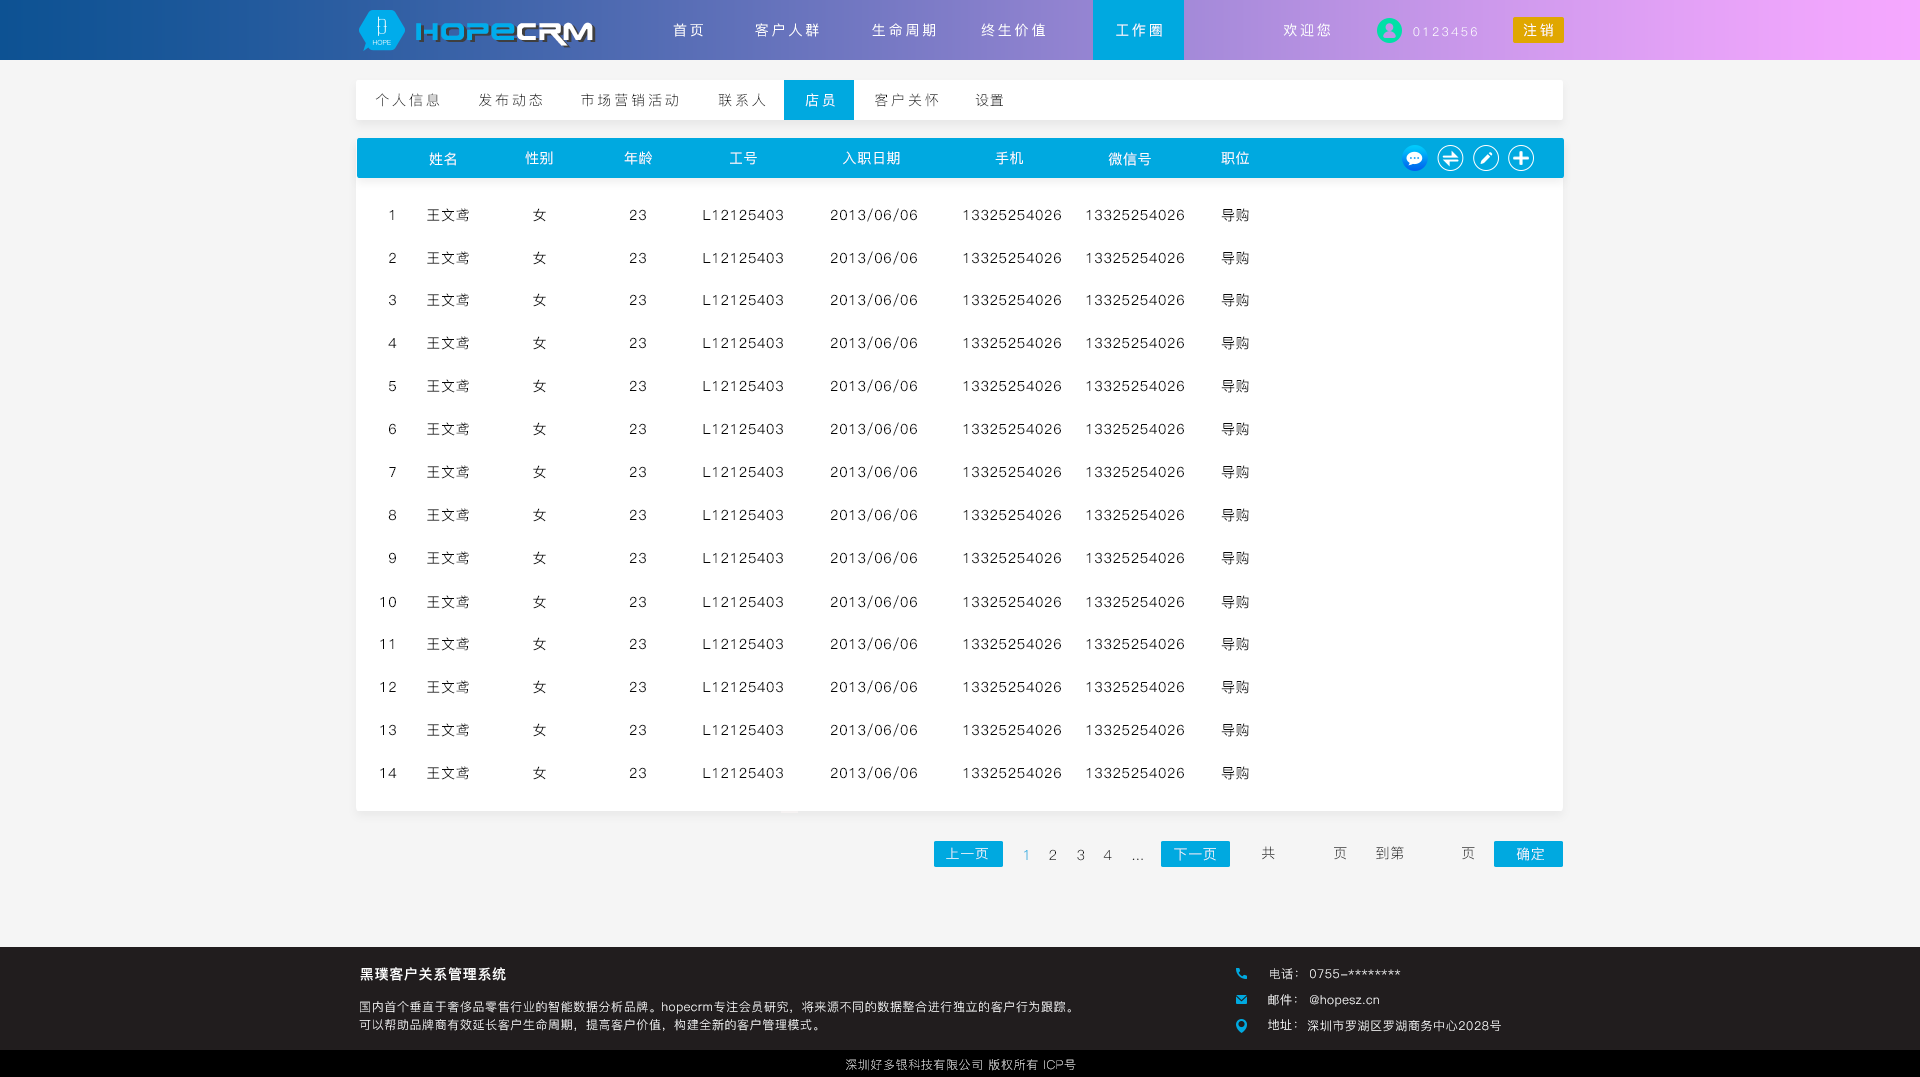 HOPE HOPECRM 首页 客户人群 生命周期 终生价值 工作圈 欢迎您 0123456 注销
个人信息 发布动态 市场营销活动 联系人 店员 客户关怀 设置
姓名 性别 年龄 工号 入职日期 手机 微信号 职位
1 王文鸢 女 23 L12125403 2013/06/06 13325254026 13325254026 导购
2 王文鸢 女 23 L12125403 2013/06/06 13325254026 13325254026 导购
3 王文鸢 女 23 L12125403 2013/06/06 13325254026 13325254026 导购
4 王文鸢 女 23 L12125403 2013/06/06 13325254026 13325254026 导购
5 王文鸢 女 23 L12125403 2013/06/06 13325254026 13325254026 导购
6 王文鸢 女 23 L12125403 2013/06/06 13325254026 13325254026 导购
7 王文鸢 女 23 L12125403 2013/06/06 13325254026 13325254026 导购
8 王文鸢 女 23 L12125403 2013/06/06 13325254026 13325254026 导购
9 王文鸢 女 23 L12125403 2013/06/06 13325254026 13325254026 导购
10 王文鸢 女 23 L12125403 2013/06/06 13325254026 13325254026 导购
11 王文鸢 女 23 L12125403 2013/06/06 13325254026 13325254026 导购
12 王文鸢 女 23 L12125403 2013/06/06 13325254026 13325254026 导购
13 王文鸢 女 23 L12125403 2013/06/06 13325254026 13325254026 导购
14 王文鸢 女 23 L12125403 2013/06/06 13325254026 13325254026 导购
上一页 1 2 3 4 ... 下一页 共 页 到第 页 确定
黑璞客户关系管理系统
国内首个垂直于奢侈品零售行业的智能数据分析品牌。hopecrm专注会员研究，将来源不同的数据整合进行独立的客户行为跟踪。
可以帮助品牌商有效延长客户生命周期，提高客户价值，构建全新的客户管理模式。
电话： 0755-********
邮件： @hopesz.cn
地址： 深圳市罗湖区罗湖商务中心2028号
深圳好多银科技有限公司 版权所有 ICP号